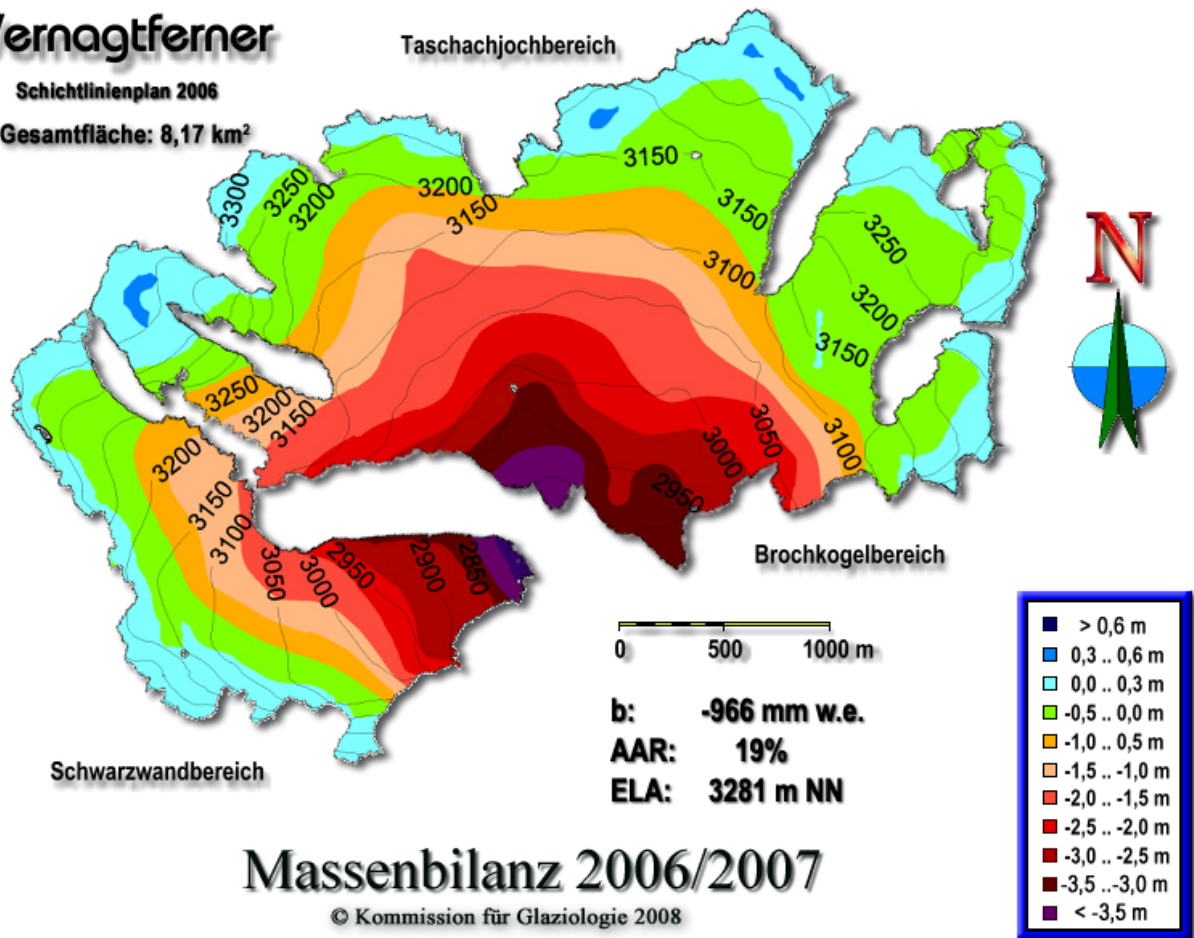 Vernagtferner
Schichtlinienplan 2006
Gesamtfläche: 8,17 km²
Taschachjochbereich
3300
3250
3200
3200
3150
3150
3150
3100
3250
3200
3150
3250
3200
3150
3200
3150
3100
3050
3000
2950
2900
2850
3000
3050
3100
2950
N
Brochkogelbereich
0 500 1000 m
b: -966 mm w.e.
AAR: 19%
ELA: 3281 m NN
Schwarzwandbereich
> 0,6 m
0,3 .. 0,6 m
0,0 .. 0,3 m
-0,5 .. 0,0 m
-1,0 .. 0,5 m
-1,5 .. -1,0 m
-2,0 .. -1,5 m
-2,5 .. -2,0 m
-3,0 .. -2,5 m
-3,5 ..-3,0 m
< -3,5 m
Massenbilanz 2006/2007
© Kommission für Glaziologie 2008